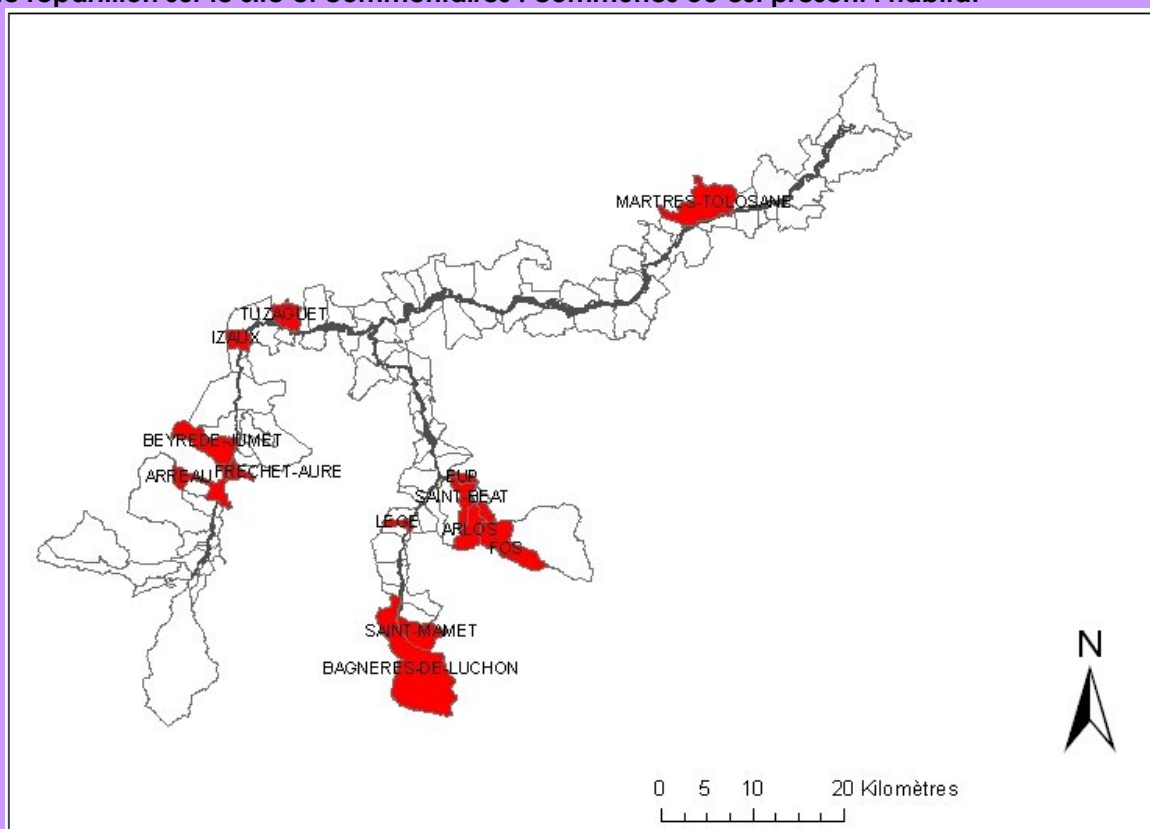 MARTRES-TOLOSANE
TUZAGUET
IZAUX
BEYREDE-JUMET
ARREAU
FRECHET-AURE
EUP
SAINT-BEAT
LEGE
ARLOS
FOS
SAINT-MAMET
BAGNERES-DE-LUCHON
N
0 5 10 20 Kilomètres